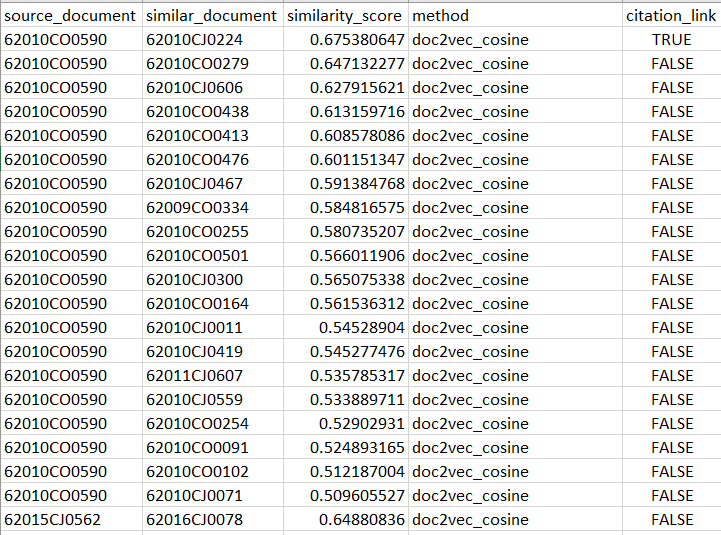 source_document similar_document similarity_score method citation_link
62010CO0590 62010CJ0224 0.675380647 doc2vec_cosine TRUE
62010CO0590 62010CO0279 0.647132277 doc2vec_cosine FALSE
62010CO0590 62010CJ0606 0.627915621 doc2vec_cosine FALSE
62010CO0590 62010CO0438 0.613159716 doc2vec_cosine FALSE
62010CO0590 62010CO0413 0.608578086 doc2vec_cosine FALSE
62010CO0590 62010CO0476 0.601151347 doc2vec_cosine FALSE
62010CO0590 62010CJ0467 0.591384768 doc2vec_cosine FALSE
62010CO0590 62009CO0334 0.584816575 doc2vec_cosine FALSE
62010CO0590 62010CO0255 0.580735207 doc2vec_cosine FALSE
62010CO0590 62010CO0501 0.566011906 doc2vec_cosine FALSE
62010CO0590 62010CJ0300 0.565075338 doc2vec_cosine FALSE
62010CO0590 62010CO0164 0.561536312 doc2vec_cosine FALSE
62010CO0590 62010CJ0011 0.54528904 doc2vec_cosine FALSE
62010CO0590 62010CJ0419 0.545277476 doc2vec_cosine FALSE
62010CO0590 62011CJ0607 0.535785317 doc2vec_cosine FALSE
62010CO0590 62010CJ0559 0.533889711 doc2vec_cosine FALSE
62010CO0590 62010CO0254 0.52902931 doc2vec_cosine FALSE
62010CO0590 62010CO0091 0.524893165 doc2vec_cosine FALSE
62010CO0590 62010CO0102 0.512187004 doc2vec_cosine FALSE
62010CO0590 62010CJ0071 0.509605527 doc2vec_cosine FALSE
62015CJ0562 62016CJ0078 0.64880836 doc2vec_cosine FALSE